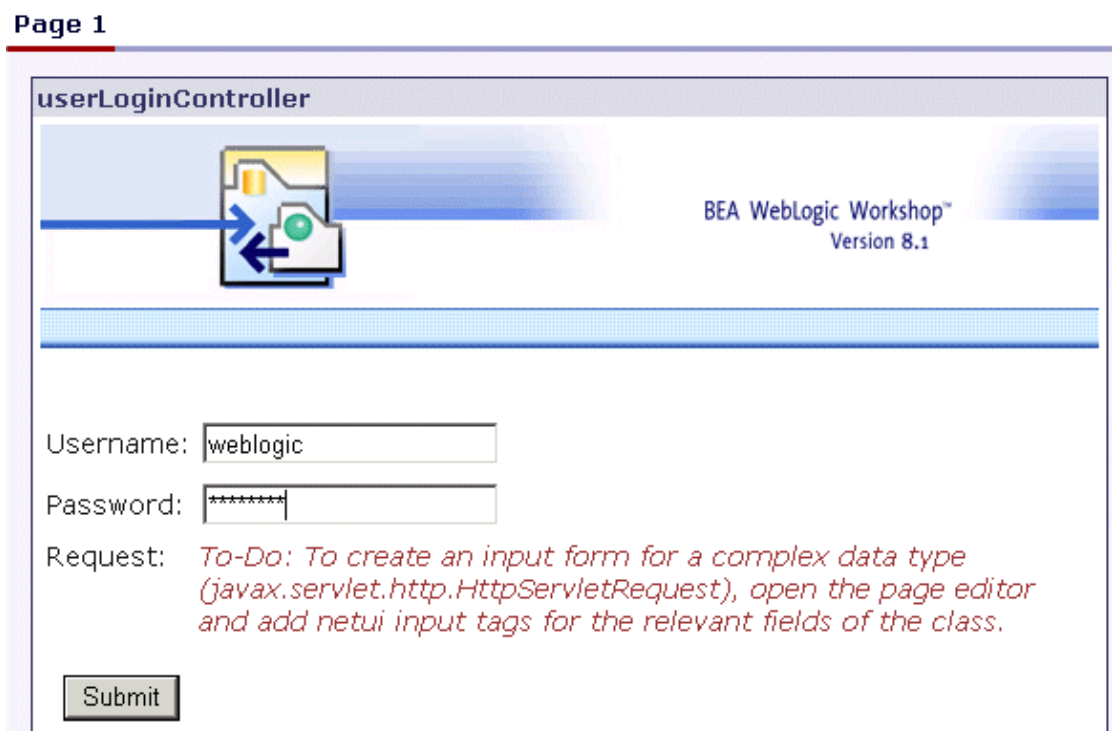 Page 1
userLoginController
BEA WebLogic Workshop™
Version 8.1
Username: weblogic
Password: ********
Request: To-Do: To create an input form for a complex data type
(javax.servlet.http.HttpServletRequest), open the page editor
and add netui input tags for the relevant fields of the class.
Submit